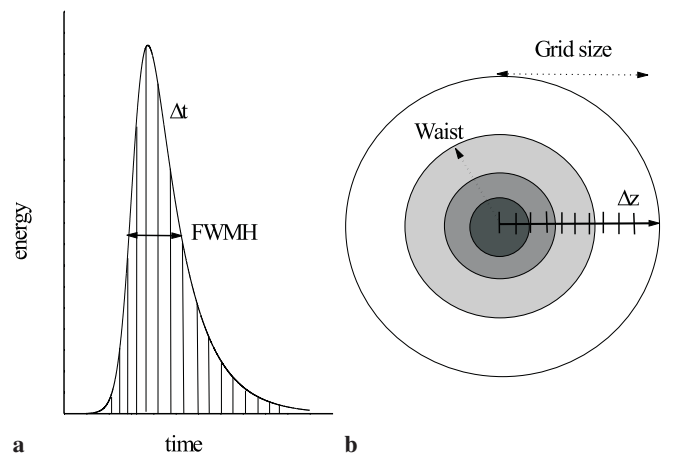 Δt
FWMH
energy
time
a
Grid size
Waist
Δz
b